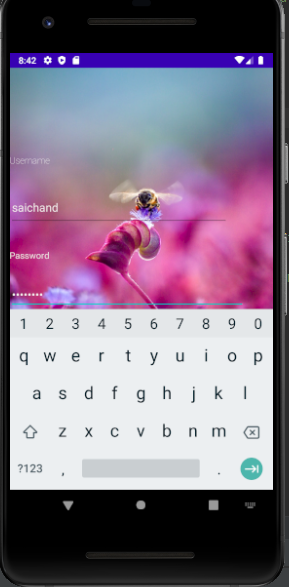 8:42
Username
saichand
Password
••••••••
1 2 3 4 5 6 7 8 9 0
q w e r t y u i o p
a s d f g h j k l
z x c v b n m
?123 , .